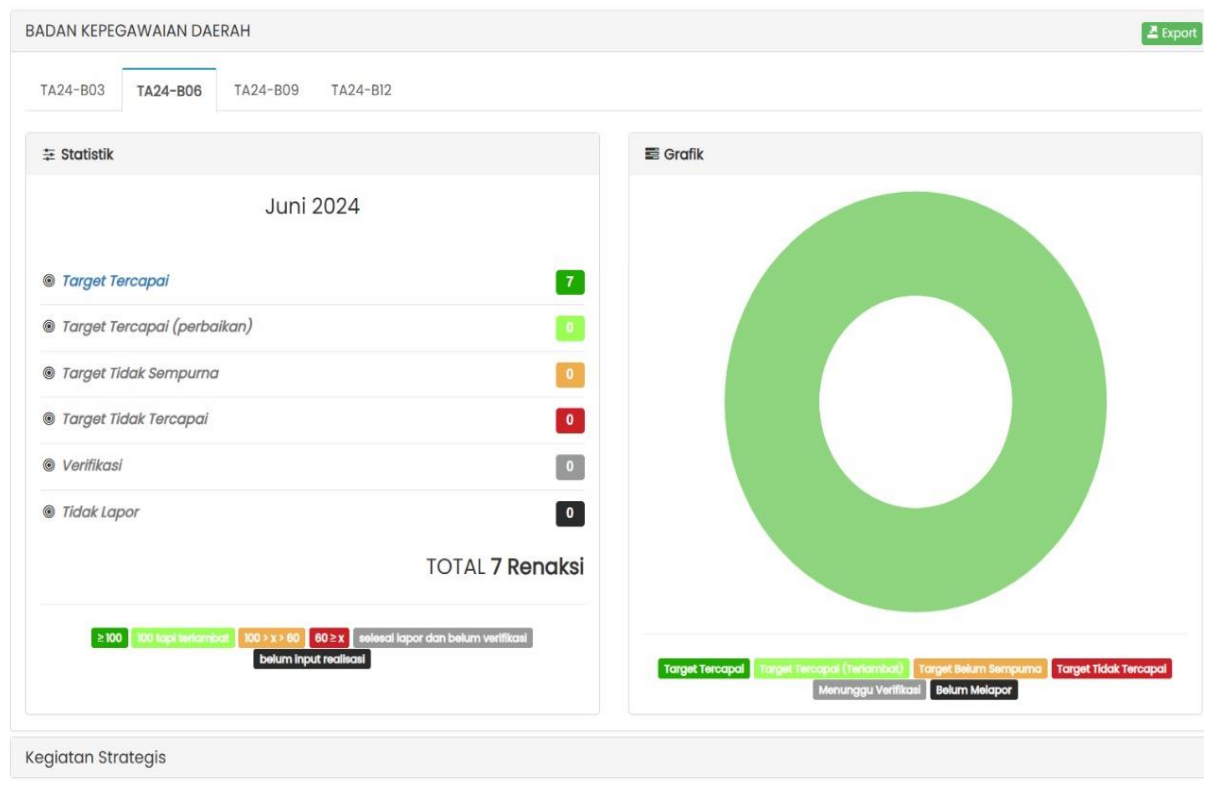 BADAN KEPEGAWAIAN DAERAH
Export
TA24-B03 TA24-B06 TA24-B09 TA24-B12
Statistik
Juni 2024
Target Tercapai 7
Target Tercapai (perbaikan) 0
Target Tidak Sempurna 0
Target Tidak Tercapai 0
Verifikasi 0
Tidak Lapor 0
TOTAL 7 Renaksi
≥ 100 100 tapi terlambat 100 > x > 60 60 ≥ x selesai lapor dan belum verifikasi
belum input realisasi
Grafik
Target Tercapai Target Tercapai (Terlambat) Target Belum Sempurna Target Tidak Tercapai
Menunggu Verifikasi Belum Melapor
Kegiatan Strategis